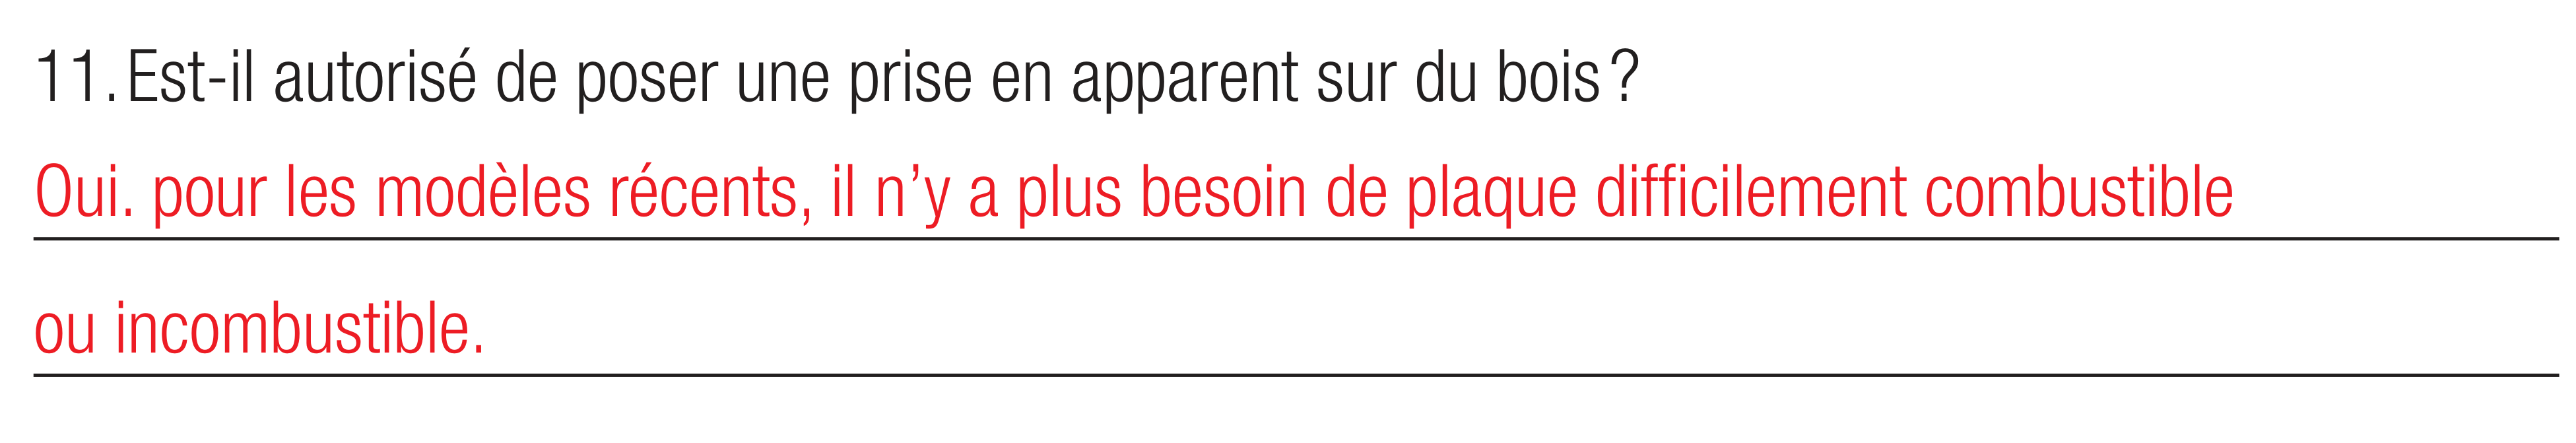 11. Est-il autorisé de poser une prise en apparent sur du bois ?
Oui. pour les modèles récents, il n’y a plus besoin de plaque difficilement combustible
ou incombustible.